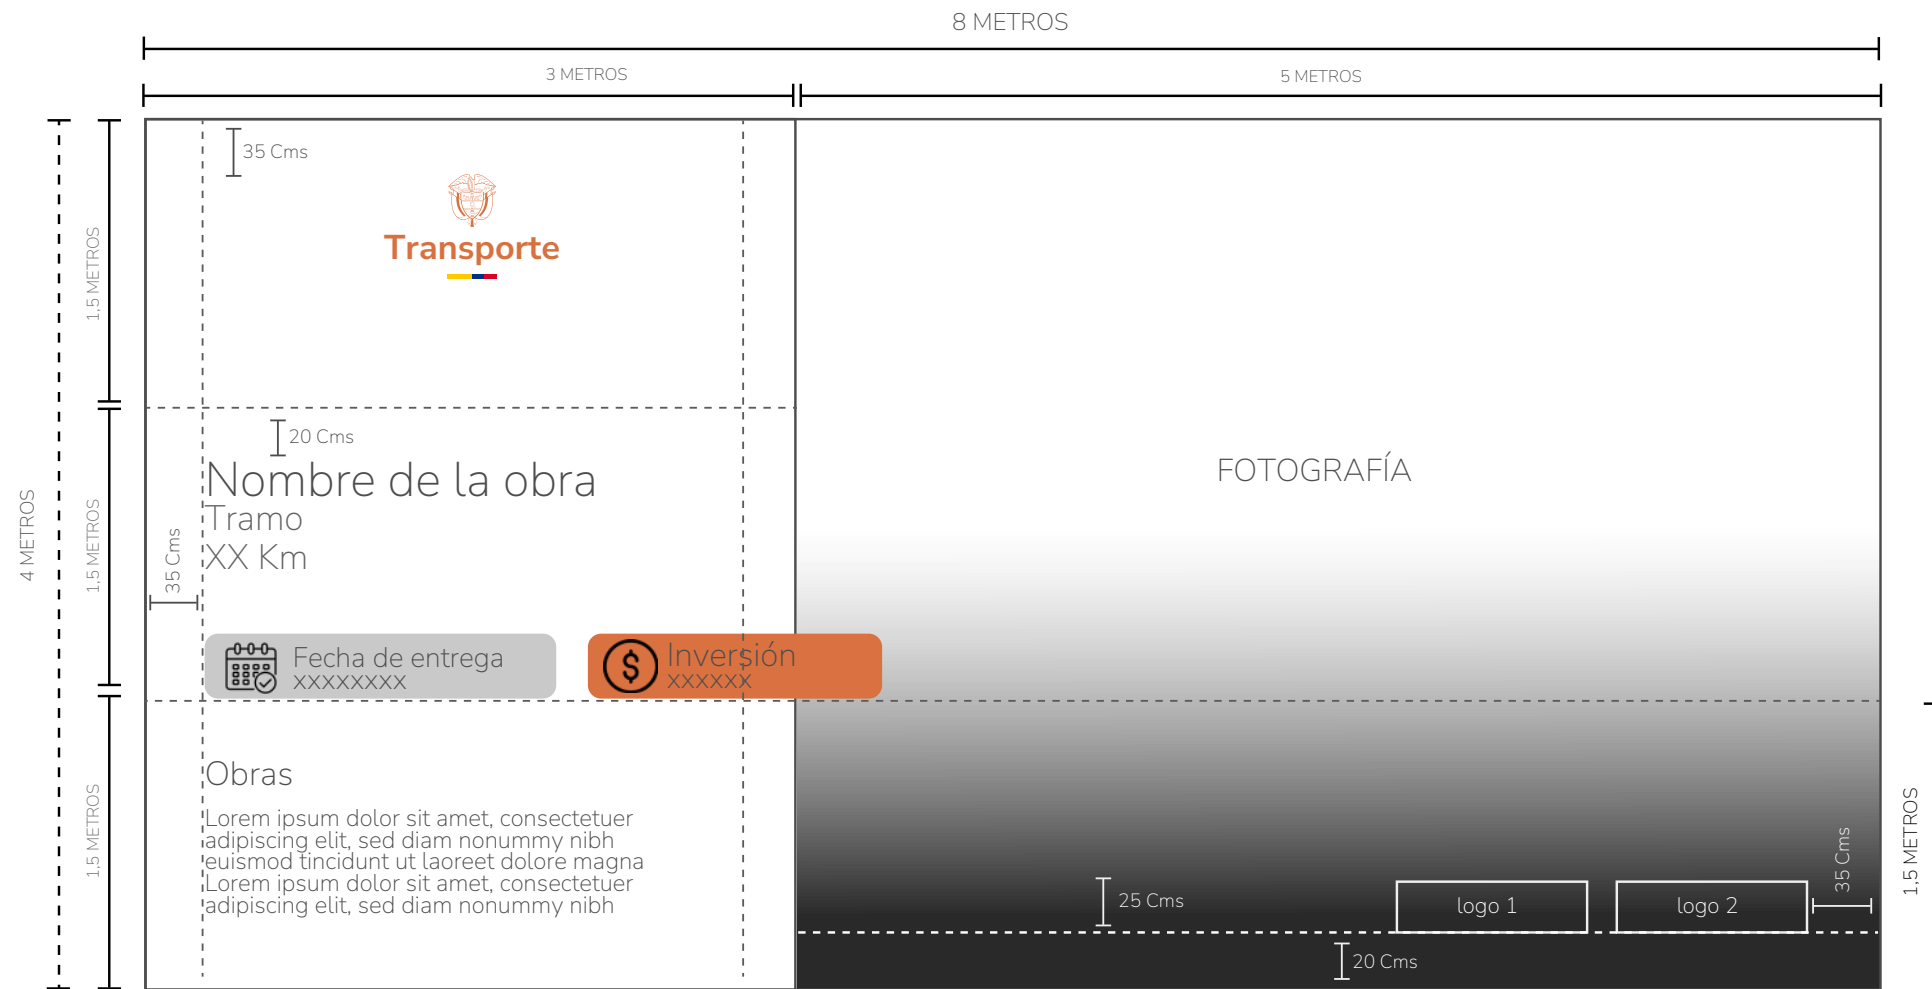 8 METROS
3 METROS
5 METROS
35 Cms
Transporte
1,5 METROS
20 Cms
Nombre de la obra
Tramo
XX Km
4 METROS
1,5 METROS
35 Cms
FOTOGRAFÍA
Fecha de entrega
xxxxxxxx
Inversión
xxxxxx
$
Obras
Lorem ipsum dolor sit amet, consectetuer
adipiscing elit, sed diam nonummy nibh
euismod tincidunt ut laoreet dolore magna
Lorem ipsum dolor sit amet, consectetuer
adipiscing elit, sed diam nonummy nibh
1,5 METROS
25 Cms
logo 1
logo 2
35 Cms
1,5 METROS
20 Cms